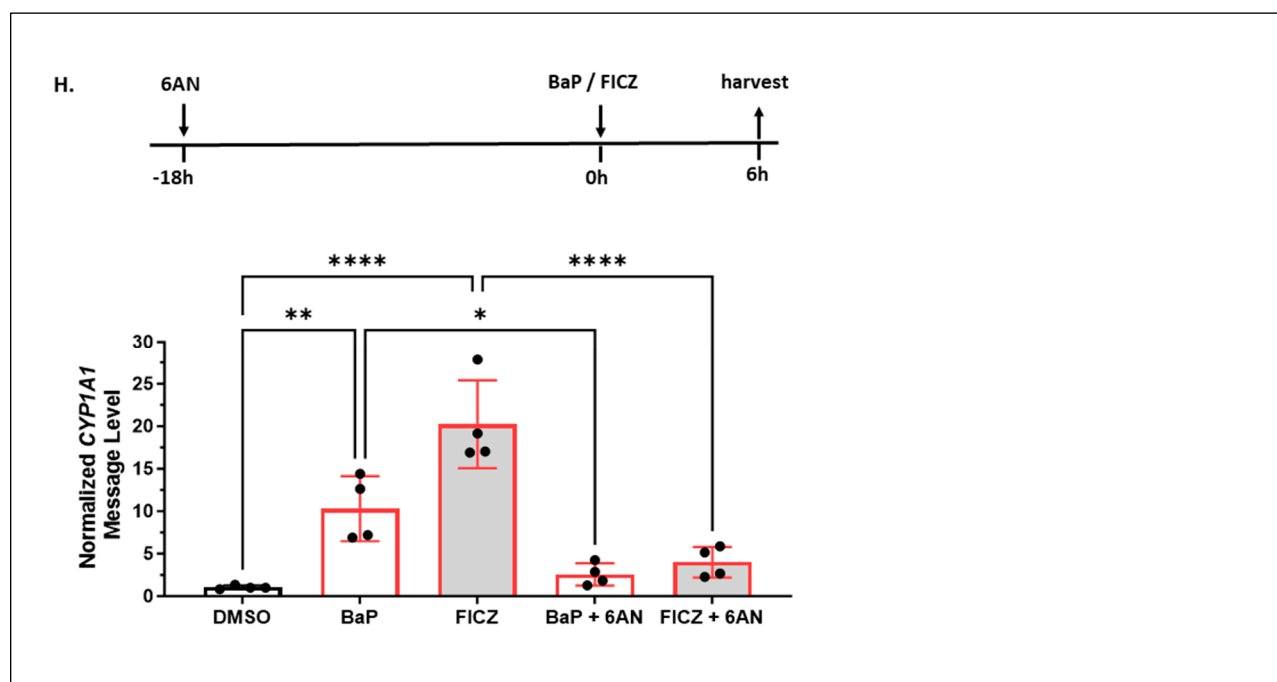 H.
6AN BaP / FICZ harvest
-18h 0h 6h
**** ****
** *
Normalized CYP1A1
Message Level
30
25
20
15
10
5
0
DMSO BaP FICZ BaP + 6AN FICZ + 6AN